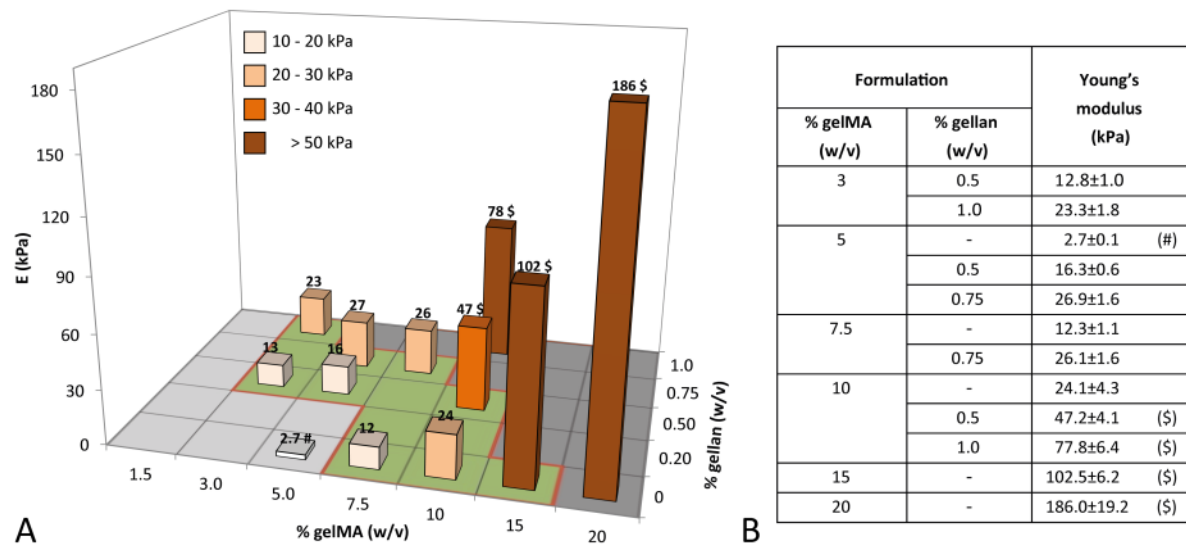 10 - 20 kPa
20 - 30 kPa
30 - 40 kPa
> 50 kPa
180
150
120
90
60
30
0
E (kPa)
186 $
78 $
102 $
23
27
26
47 $
13
16
2.7 #
12
24
1.0
0.75
0.50
0.20
0
% gellan (w/v)
1.5
3.0
5.0
7.5
10
15
20
% gelMA (w/v)
A
B
Formulation Young's modulus (kPa)
% gelMA (w/v) % gellan (w/v)
3 0.5 12.8±1.0
1.0 23.3±1.8
5 - 2.7±0.1 (#)
0.5 16.3±0.6
0.75 26.9±1.6
7.5 - 12.3±1.1
0.75 26.1±1.6
10 - 24.1±4.3
0.5 47.2±4.1 ($)
1.0 77.8±6.4 ($)
15 - 102.5±6.2 ($)
20 - 186.0±19.2 ($)